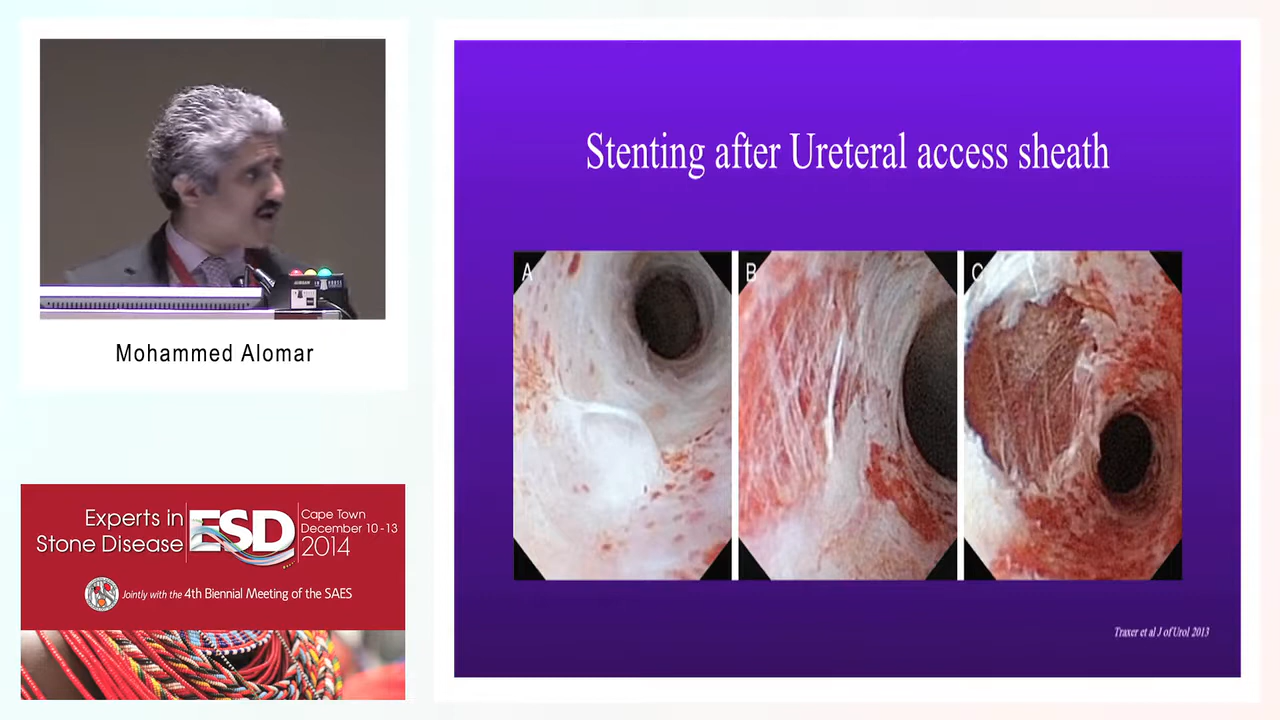 Stenting after Ureteral access sheath
A
B
C
Traxer et al J of Urol 2013
Mohammed Alomar
Experts in
Stone Disease
ESD
Cape Town
December 10-13
2014
Jointly with the 4th Biennial Meeting of the SAES